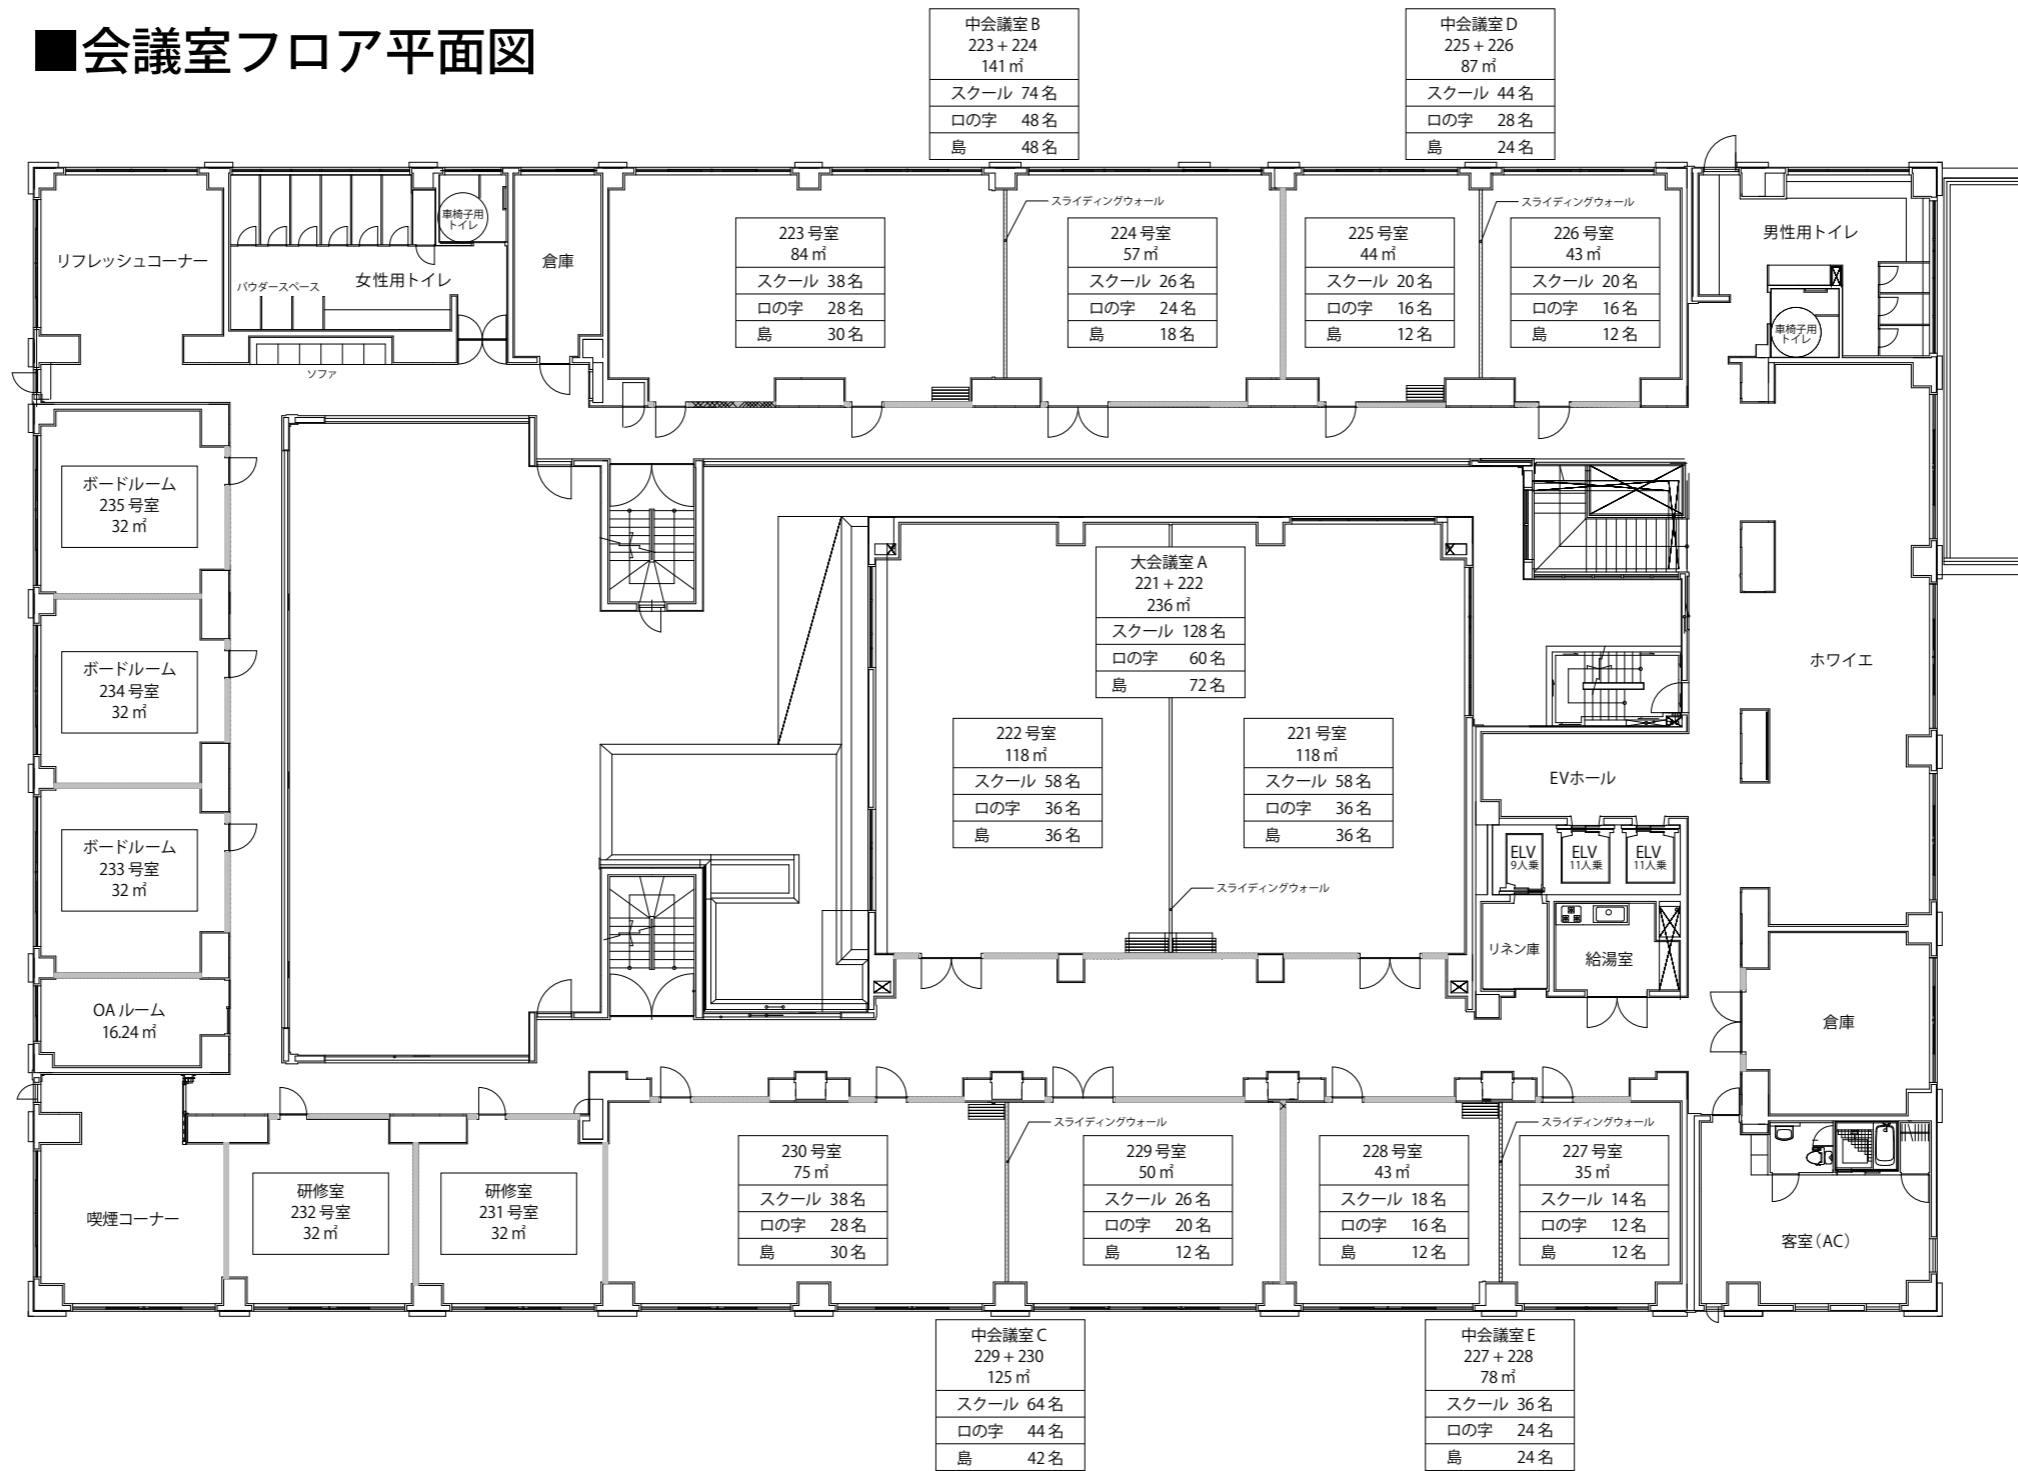 ■会議室フロア平面図
中会議室 B
223 + 224
141 ㎡
スクール 74 名
ロの字 48 名
島 48 名
中会議室 D
225 + 226
87 ㎡
スクール 44 名
ロの字 28 名
島 24 名
リフレッシュコーナー
パウダースペース
女性用トイレ
車椅子用
トイレ
ソファ
倉庫
223 号室
84 ㎡
スクール 38 名
ロの字 28 名
島 30 名
スライディングウォール
224 号室
57 ㎡
スクール 26 名
ロの字 24 名
島 18 名
225 号室
44 ㎡
スクール 20 名
ロの字 16 名
島 12 名
スライディングウォール
226 号室
43 ㎡
スクール 20 名
ロの字 16 名
島 12 名
男性用トイレ
車椅子用
トイレ
ボードルーム
235 号室
32 ㎡
ボードルーム
234 号室
32 ㎡
ボードルーム
233 号室
32 ㎡
OA ルーム
16.24 ㎡
大会議室 A
221 + 222
236 ㎡
スクール 128 名
ロの字 60 名
島 72 名
222 号室
118 ㎡
スクール 58 名
ロの字 36 名
島 36 名
221 号室
118 ㎡
スクール 58 名
ロの字 36 名
島 36 名
スライディングウォール
ホワイエ
EVホール
ELV
9人乗
ELV
11人乗
ELV
11人乗
リネン庫
給湯室
倉庫
喫煙コーナー
研修室
232 号室
32 ㎡
研修室
231 号室
32 ㎡
230 号室
75 ㎡
スクール 38 名
ロの字 28 名
島 30 名
スライディングウォール
229 号室
50 ㎡
スクール 26 名
ロの字 20 名
島 12 名
228 号室
43 ㎡
スクール 18 名
ロの字 16 名
島 12 名
スライディングウォール
227 号室
35 ㎡
スクール 14 名
ロの字 12 名
島 12 名
客室（AC）
中会議室 C
229 + 230
125 ㎡
スクール 64 名
ロの字 44 名
島 42 名
中会議室 E
227 + 228
78 ㎡
スクール 36 名
ロの字 24 名
島 24 名